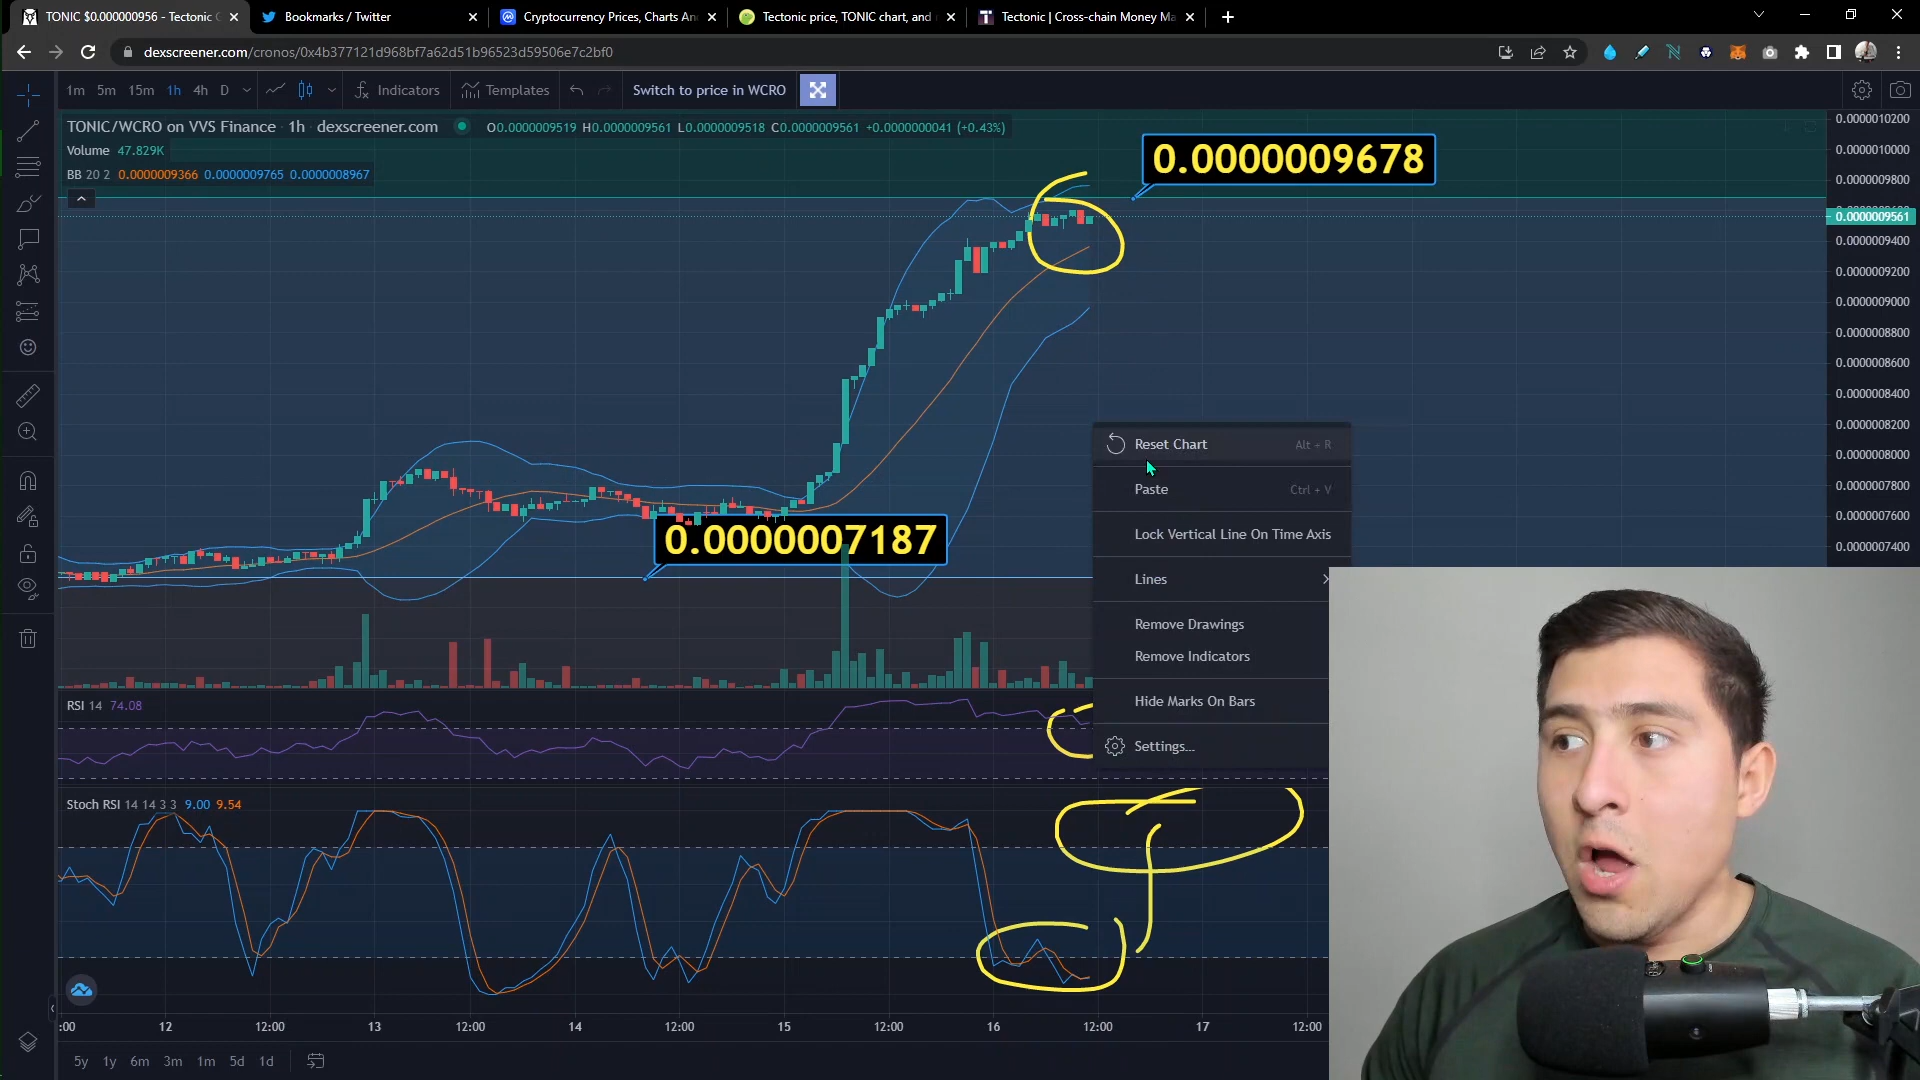 TONIC $0.000000956 - Tectonic
Bookmarks / Twitter
Cryptocurrency Prices, Charts An
Tectonic price, TONIC chart, and
Tectonic | Cross-chain Money Ma
dexscreener.com/cronos/0x4b377121d968bf7a62d51b96523d59506e7c2bf0
1m 5m 15m 1h 4h D Indicators Templates Switch to price in WCRO
TONIC/WCRO on VVS Finance · 1h · dexscreener.com O0.0000009519 H0.0000009561 L0.0000009518 C0.0000009561 +0.0000000041 (+0.43%)
Volume 47.829K
BB 20 2 0.0000009366 0.0000009765 0.0000008967
0.0000009678
0.0000007187
0.0000010200
0.0000010000
0.0000009800
0.0000009561
0.0000009400
0.0000009200
0.0000009000
0.0000008800
0.0000008600
0.0000008400
0.0000008200
0.0000008000
0.0000007800
0.0000007600
0.0000007400
Reset Chart Alt + R
Paste Ctrl + V
Lock Vertical Line On Time Axis
Lines
Remove Drawings
Remove Indicators
Hide Marks On Bars
Settings...
RSI 14 74.08
Stoch RSI 14 14 3 3 9.00 9.54
:00 12 12:00 13 12:00 14 12:00 15 12:00 16 12:00 17 12:00
5y 1y 6m 3m 1m 5d 1d